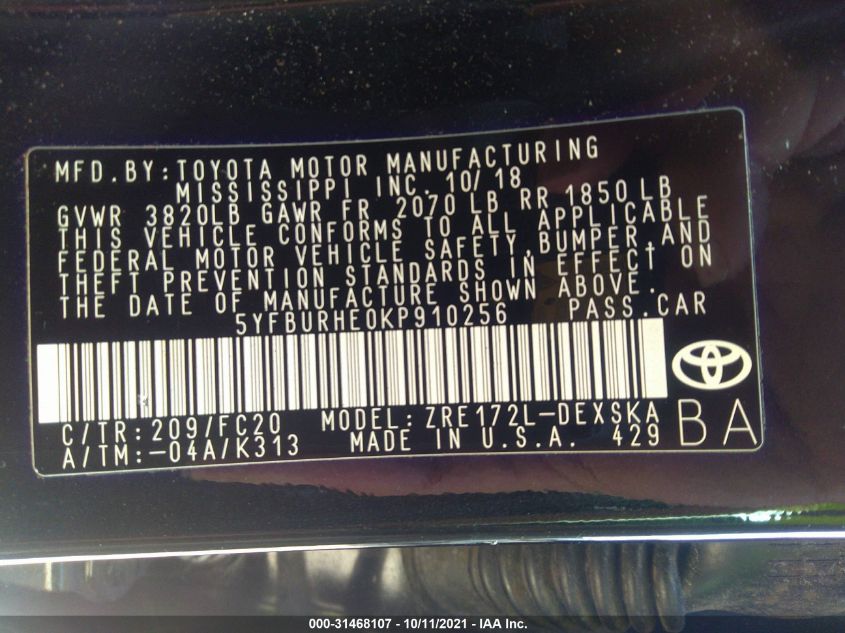 MFD.BY:TOYOTA MOTOR MANUFACTURING
MISSISSIPPI INC. 10/18
GVWR 3820LB GAWR FR 2070 LB RR 1850 LB
THIS VEHICLE CONFORMS TO ALL APPLICABLE
FEDERAL MOTOR VEHICLE SAFETY,BUMPER,AND
THEFT PREVENTION STANDARDS IN EFFECT ON
THE DATE OF MANUFACTURE SHOWN ABOVE.
5YFBURHE0KP910256 PASS.CAR
C/TR:209/FC20 MODEL:ZRE172L-DEXSKA
A/TM:-04A/K313 MADE IN U.S.A. 429
BA
000-31468107 - 10/11/2021 - IAA Inc.